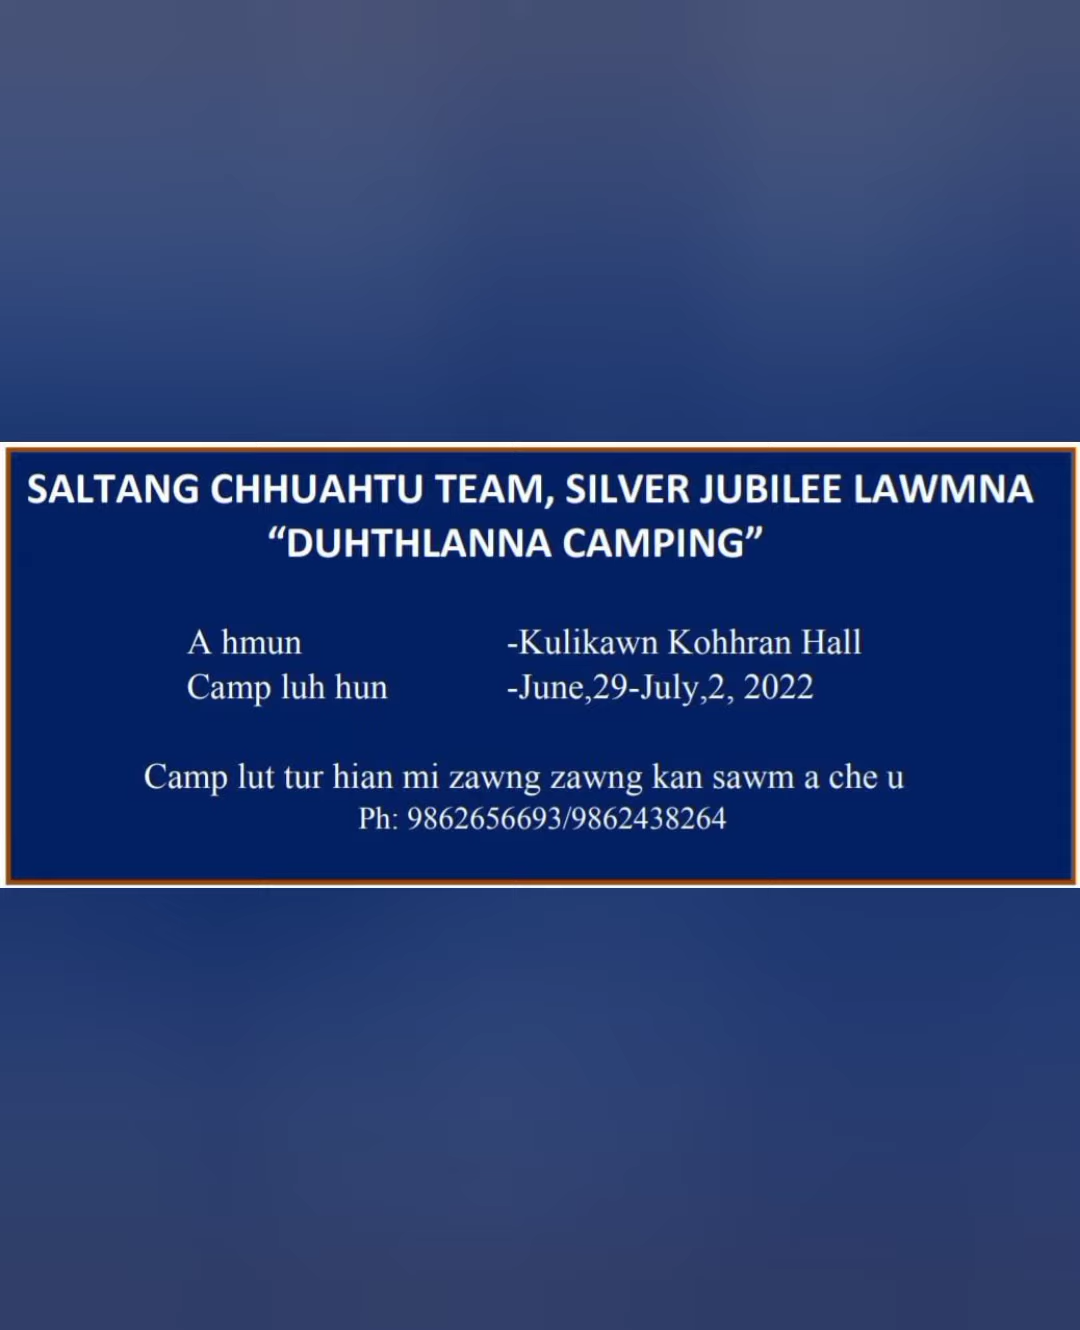 SALTANG CHHUAHTU TEAM, SILVER JUBILEE LAWMNA
“DUHTHLANNA CAMPING”
A hmun -Kulikawn Kohhran Hall
Camp luh hun -June,29-July,2, 2022
Camp lut tur hian mi zawng zawng kan sawm a che u
Ph: 9862656693/9862438264